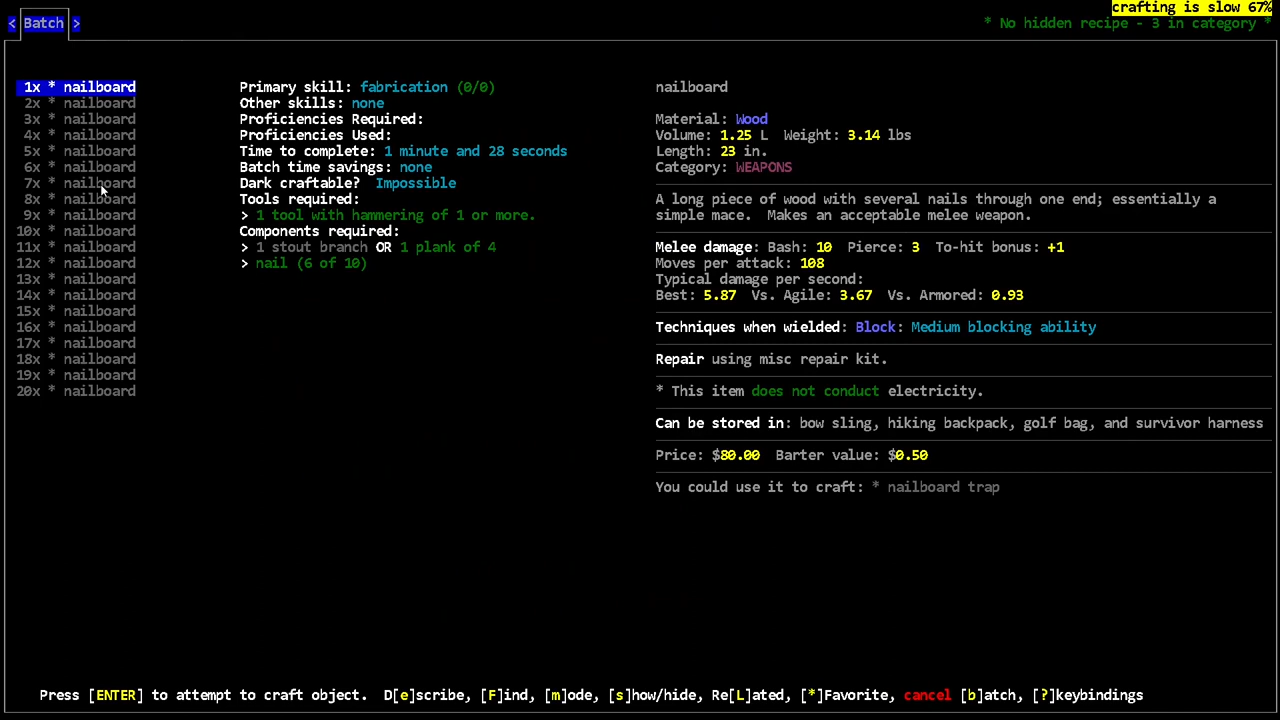 crafting is slow 67%
< Batch >
* No hidden recipe - 3 in category *
1x * nailboard
2x * nailboard
3x * nailboard
4x * nailboard
5x * nailboard
6x * nailboard
7x * nailboard
8x * nailboard
9x * nailboard
10x * nailboard
11x * nailboard
12x * nailboard
13x * nailboard
14x * nailboard
15x * nailboard
16x * nailboard
17x * nailboard
18x * nailboard
19x * nailboard
20x * nailboard
Primary skill: fabrication (0/0)
Other skills: none
Proficiencies Required:
Proficiencies Used:
Time to complete: 1 minute and 28 seconds
Batch time savings: none
Dark craftable? Impossible
Tools required:
> 1 tool with hammering of 1 or more.
Components required:
> 1 stout branch OR 1 plank of 4
> nail (6 of 10)
nailboard
Material: Wood
Volume: 1.25 L Weight: 3.14 lbs
Length: 23 in.
Category: WEAPONS
A long piece of wood with several nails through one end; essentially a
simple mace. Makes an acceptable melee weapon.
Melee damage: Bash: 10 Pierce: 3 To-hit bonus: +1
Moves per attack: 108
Typical damage per second:
Best: 5.87 Vs. Agile: 3.67 Vs. Armored: 0.93
Techniques when wielded: Block: Medium blocking ability
Repair using misc repair kit.
* This item does not conduct electricity.
Can be stored in: bow sling, hiking backpack, golf bag, and survivor harness
Price: $80.00 Barter value: $0.50
You could use it to craft: * nailboard trap
Press [ENTER] to attempt to craft object. D[e]scribe, [F]ind, [m]ode, [s]how/hide, Re[L]ated, [*]Favorite, cancel [b]atch, [?]keybindings